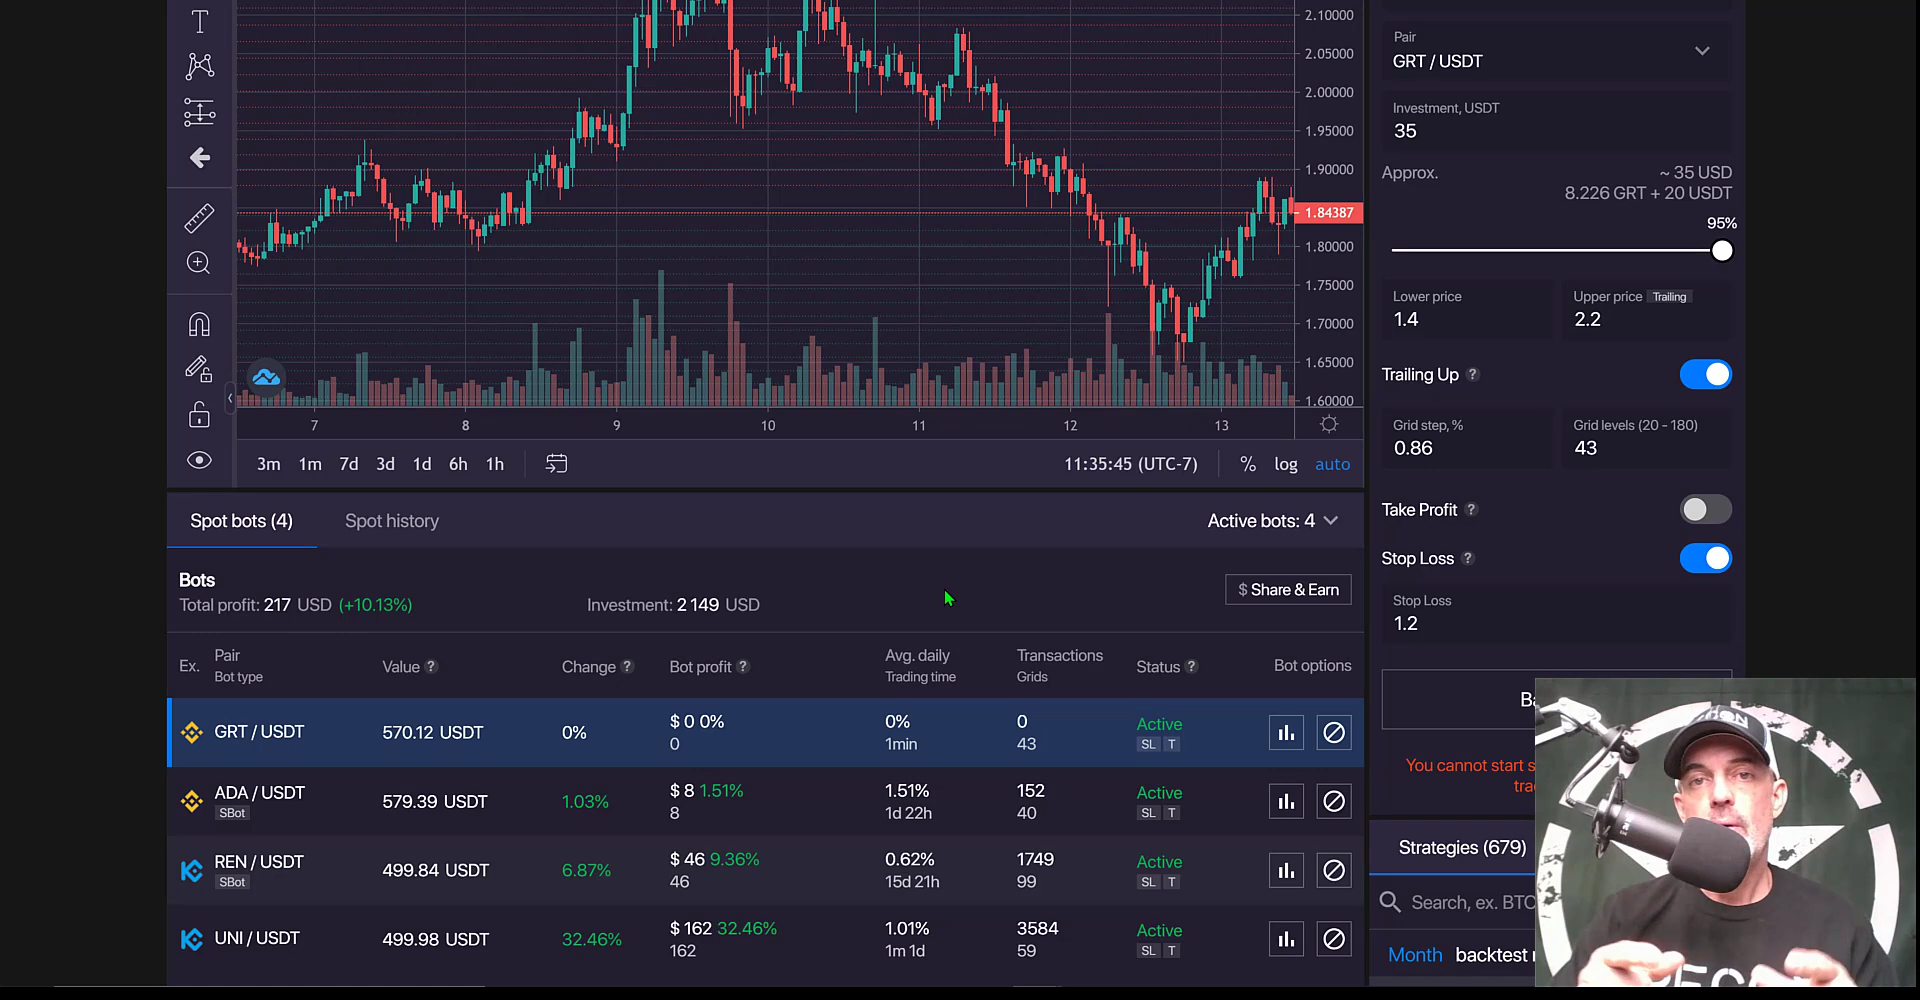 2.10000
2.05000
2.00000
1.95000
1.90000
1.84387
1.80000
1.75000
1.70000
1.65000
1.60000
7 8 9 10 11 12 13
3m 1m 7d 3d 1d 6h 1h 11:35:45 (UTC-7) % log auto
Pair
GRT / USDT
Investment, USDT
35
Approx. ~ 35 USD
8.226 GRT + 20 USDT
95%
Lower price Upper price Trailing
1.4 2.2
Trailing Up ?
Grid step, % Grid levels (20 - 180)
0.86 43
Take Profit ?
Stop Loss ?
Stop Loss
1.2
You cannot start s
Strategies (679)
Search, ex. BTC
Month backtest
Spot bots (4) Spot history Active bots: 4
Bots
Total profit: 217 USD (+10.13%) Investment: 2 149 USD $ Share & Earn
Ex. Pair Value ? Change ? Bot profit ? Avg. daily Transactions Status ? Bot options
Bot type Trading time Grids
GRT / USDT 570.12 USDT 0% $ 0 0% 0% 0 Active
0 1min 43 SL T
ADA / USDT 579.39 USDT 1.03% $ 8 1.51% 1.51% 152 Active
SBot 8 1d 22h 40 SL T
REN / USDT 499.84 USDT 6.87% $ 46 9.36% 0.62% 1749 Active
SBot 46 15d 21h 99 SL T
UNI / USDT 499.98 USDT 32.46% $ 162 32.46% 1.01% 3584 Active
162 1m 1d 59 SL T